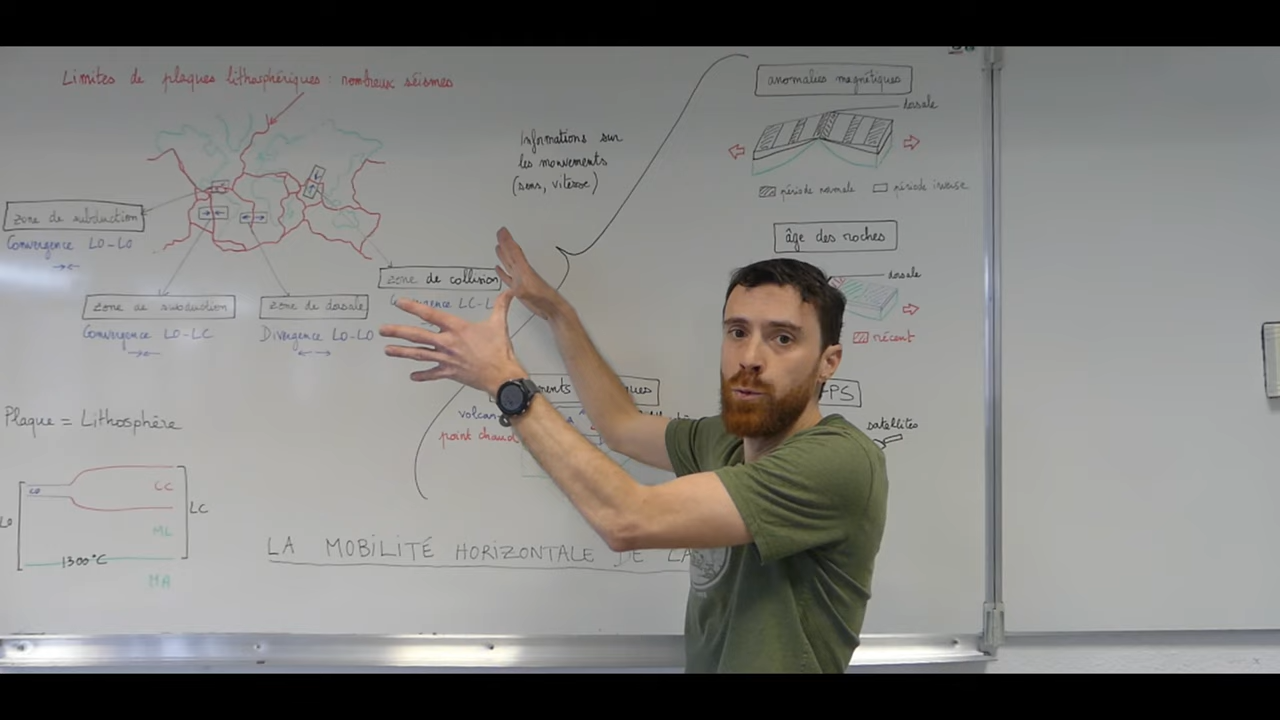 Limites de plaques lithosphériques : nombreux séismes
zone de subduction
Convergence LO-LO
zone de subduction
Convergence LO-LC
zone de dorsale
Divergence LO-LO
zone de collision
LC-L
Informations sur
les mouvements
(sens, vitesse)
Plaque = Lithosphère
CO
CC
LC
ML
1300°C
MA
anomalies magnétiques
dorsale
période normale
période inverse
âge des roches
dorsale
récent
point chaud
satellites
LA MOBILITÉ HORIZONTALE DE LA